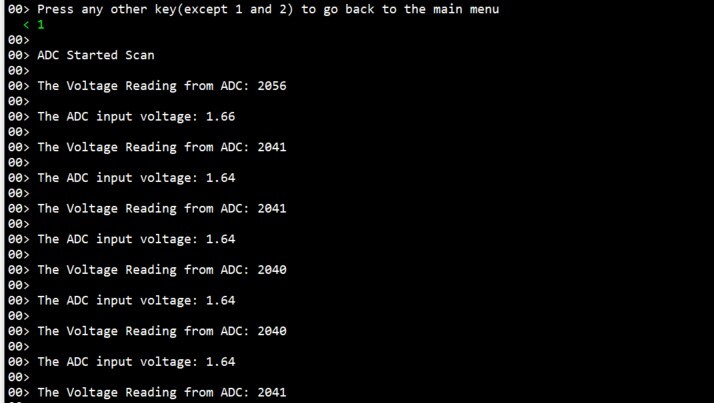 00> Press any other key(except 1 and 2) to go back to the main menu
< 1
00>
00> ADC Started Scan
00>
00> The Voltage Reading from ADC: 2056
00>
00> The ADC input voltage: 1.66
00>
00> The Voltage Reading from ADC: 2041
00>
00> The ADC input voltage: 1.64
00>
00> The Voltage Reading from ADC: 2041
00>
00> The ADC input voltage: 1.64
00>
00> The Voltage Reading from ADC: 2040
00>
00> The ADC input voltage: 1.64
00>
00> The Voltage Reading from ADC: 2040
00>
00> The ADC input voltage: 1.64
00>
00> The Voltage Reading from ADC: 2041